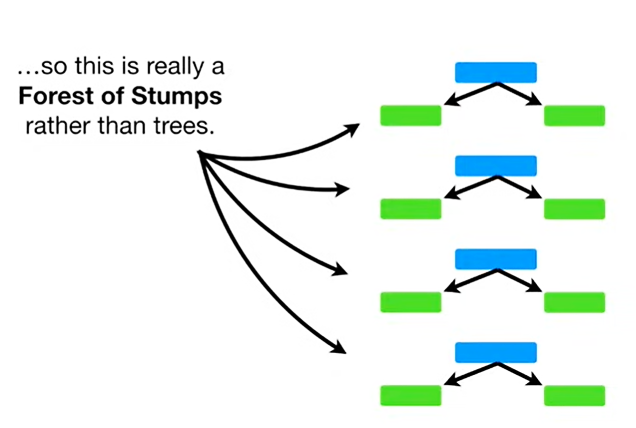 ...so this is really a
Forest of Stumps
rather than trees.